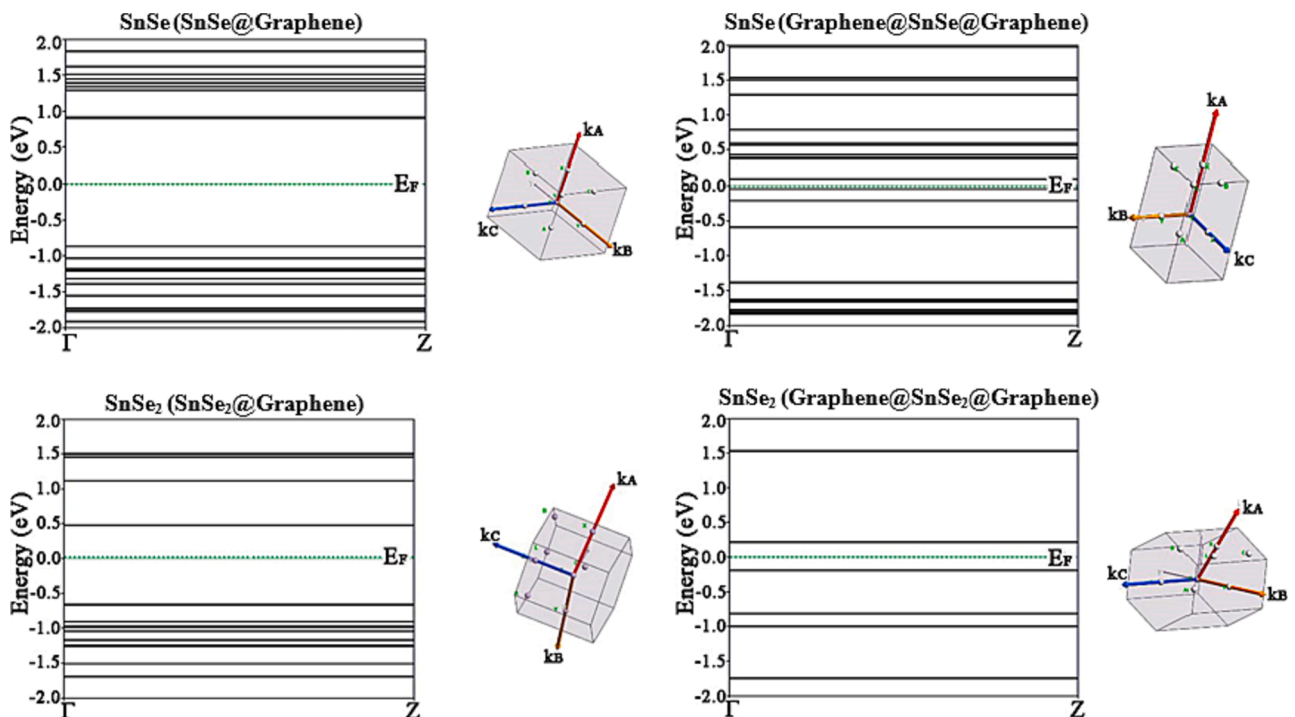 SnSe (SnSe@Graphene)
Energy (eV)
2.0
1.5
1.0
0.5
0.0
-0.5
-1.0
-1.5
-2.0
EF
Γ
Z
kA
kB
kC
SnSe (Graphene@SnSe@Graphene)
Energy (eV)
2.0
1.5
1.0
0.5
0.0
-0.5
-1.0
-1.5
-2.0
EF
Γ
Z
kA
kB
kC
SnSe₂ (SnSe₂@Graphene)
Energy (eV)
2.0
1.5
1.0
0.5
0.0
-0.5
-1.0
-1.5
-2.0
EF
Γ
Z
kA
kC
kB
SnSe₂ (Graphene@SnSe₂@Graphene)
Energy (eV)
2.0
1.5
1.0
0.5
0.0
-0.5
-1.0
-1.5
-2.0
EF
Γ
Z
kA
kC
kB